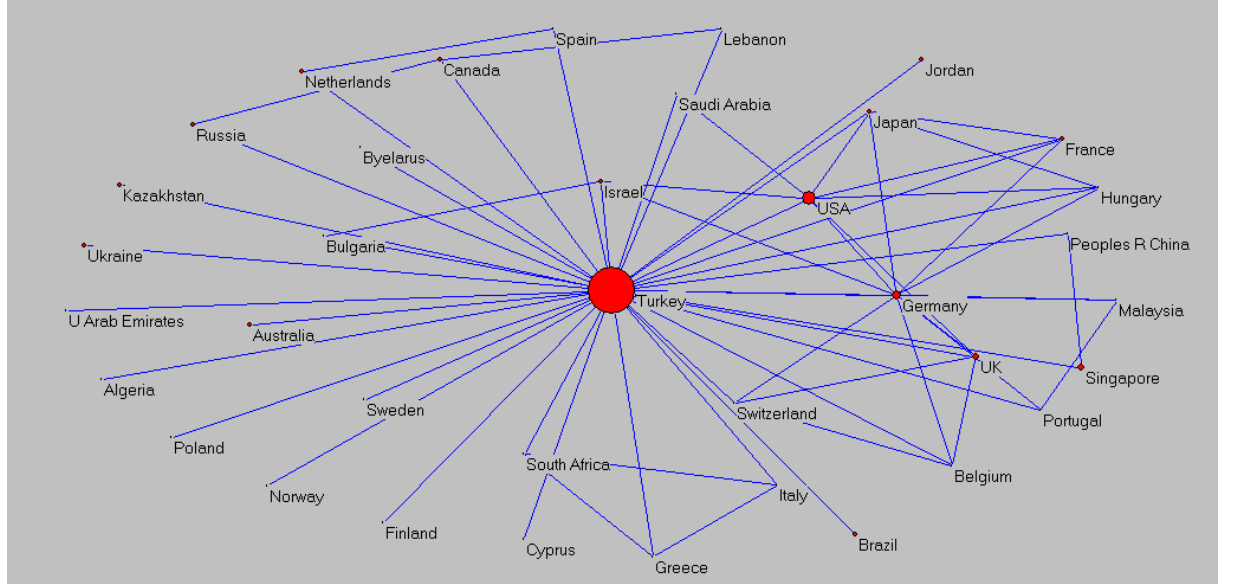 Spain
Lebanon
Netherlands
Canada
Jordan
Saudi Arabia
Japan
Russia
Byelarus
France
Kazakhstan
Israel
USA
Hungary
Bulgaria
Peoples R China
Ukraine
Turkey
Germany
Malaysia
U Arab Emirates
Australia
UK
Singapore
Algeria
Sweden
Switzerland
Portugal
Poland
South Africa
Belgium
Norway
Italy
Finland
Cyprus
Brazil
Greece